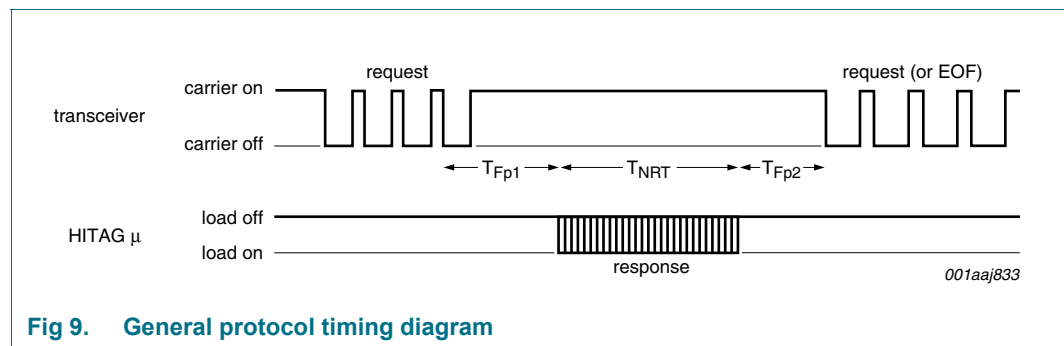 request
request (or EOF)
carrier on
transceiver
carrier off
TFp1
TNRT
TFp2
load off
HITAG μ
load on
response
001aaj833
Fig 9. General protocol timing diagram